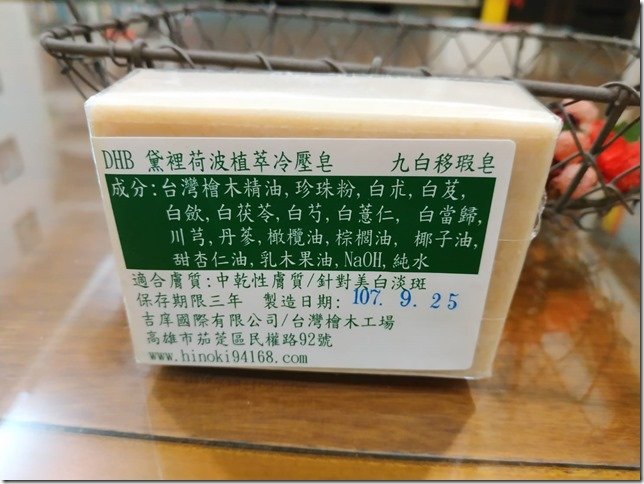 DHB 黛裡荷波植萃冷壓皂 九白移瑕皂
成分:台灣檜木精油,珍珠粉,白朮,白芨,
白斂,白茯苓,白芍,白薏仁, 白當歸,
川芎,丹蔘,橄欖油,棕櫚油, 椰子油,
甜杏仁油,乳木果油,NaOH,純水
適合膚質:中乾性膚質/針對美白淡斑
保存期限三年 製造日期: 107. 9. 25
吉庠國際有限公司/台灣檜木工場
高雄市茄萣區民權路92號
www.hinoki94168.com